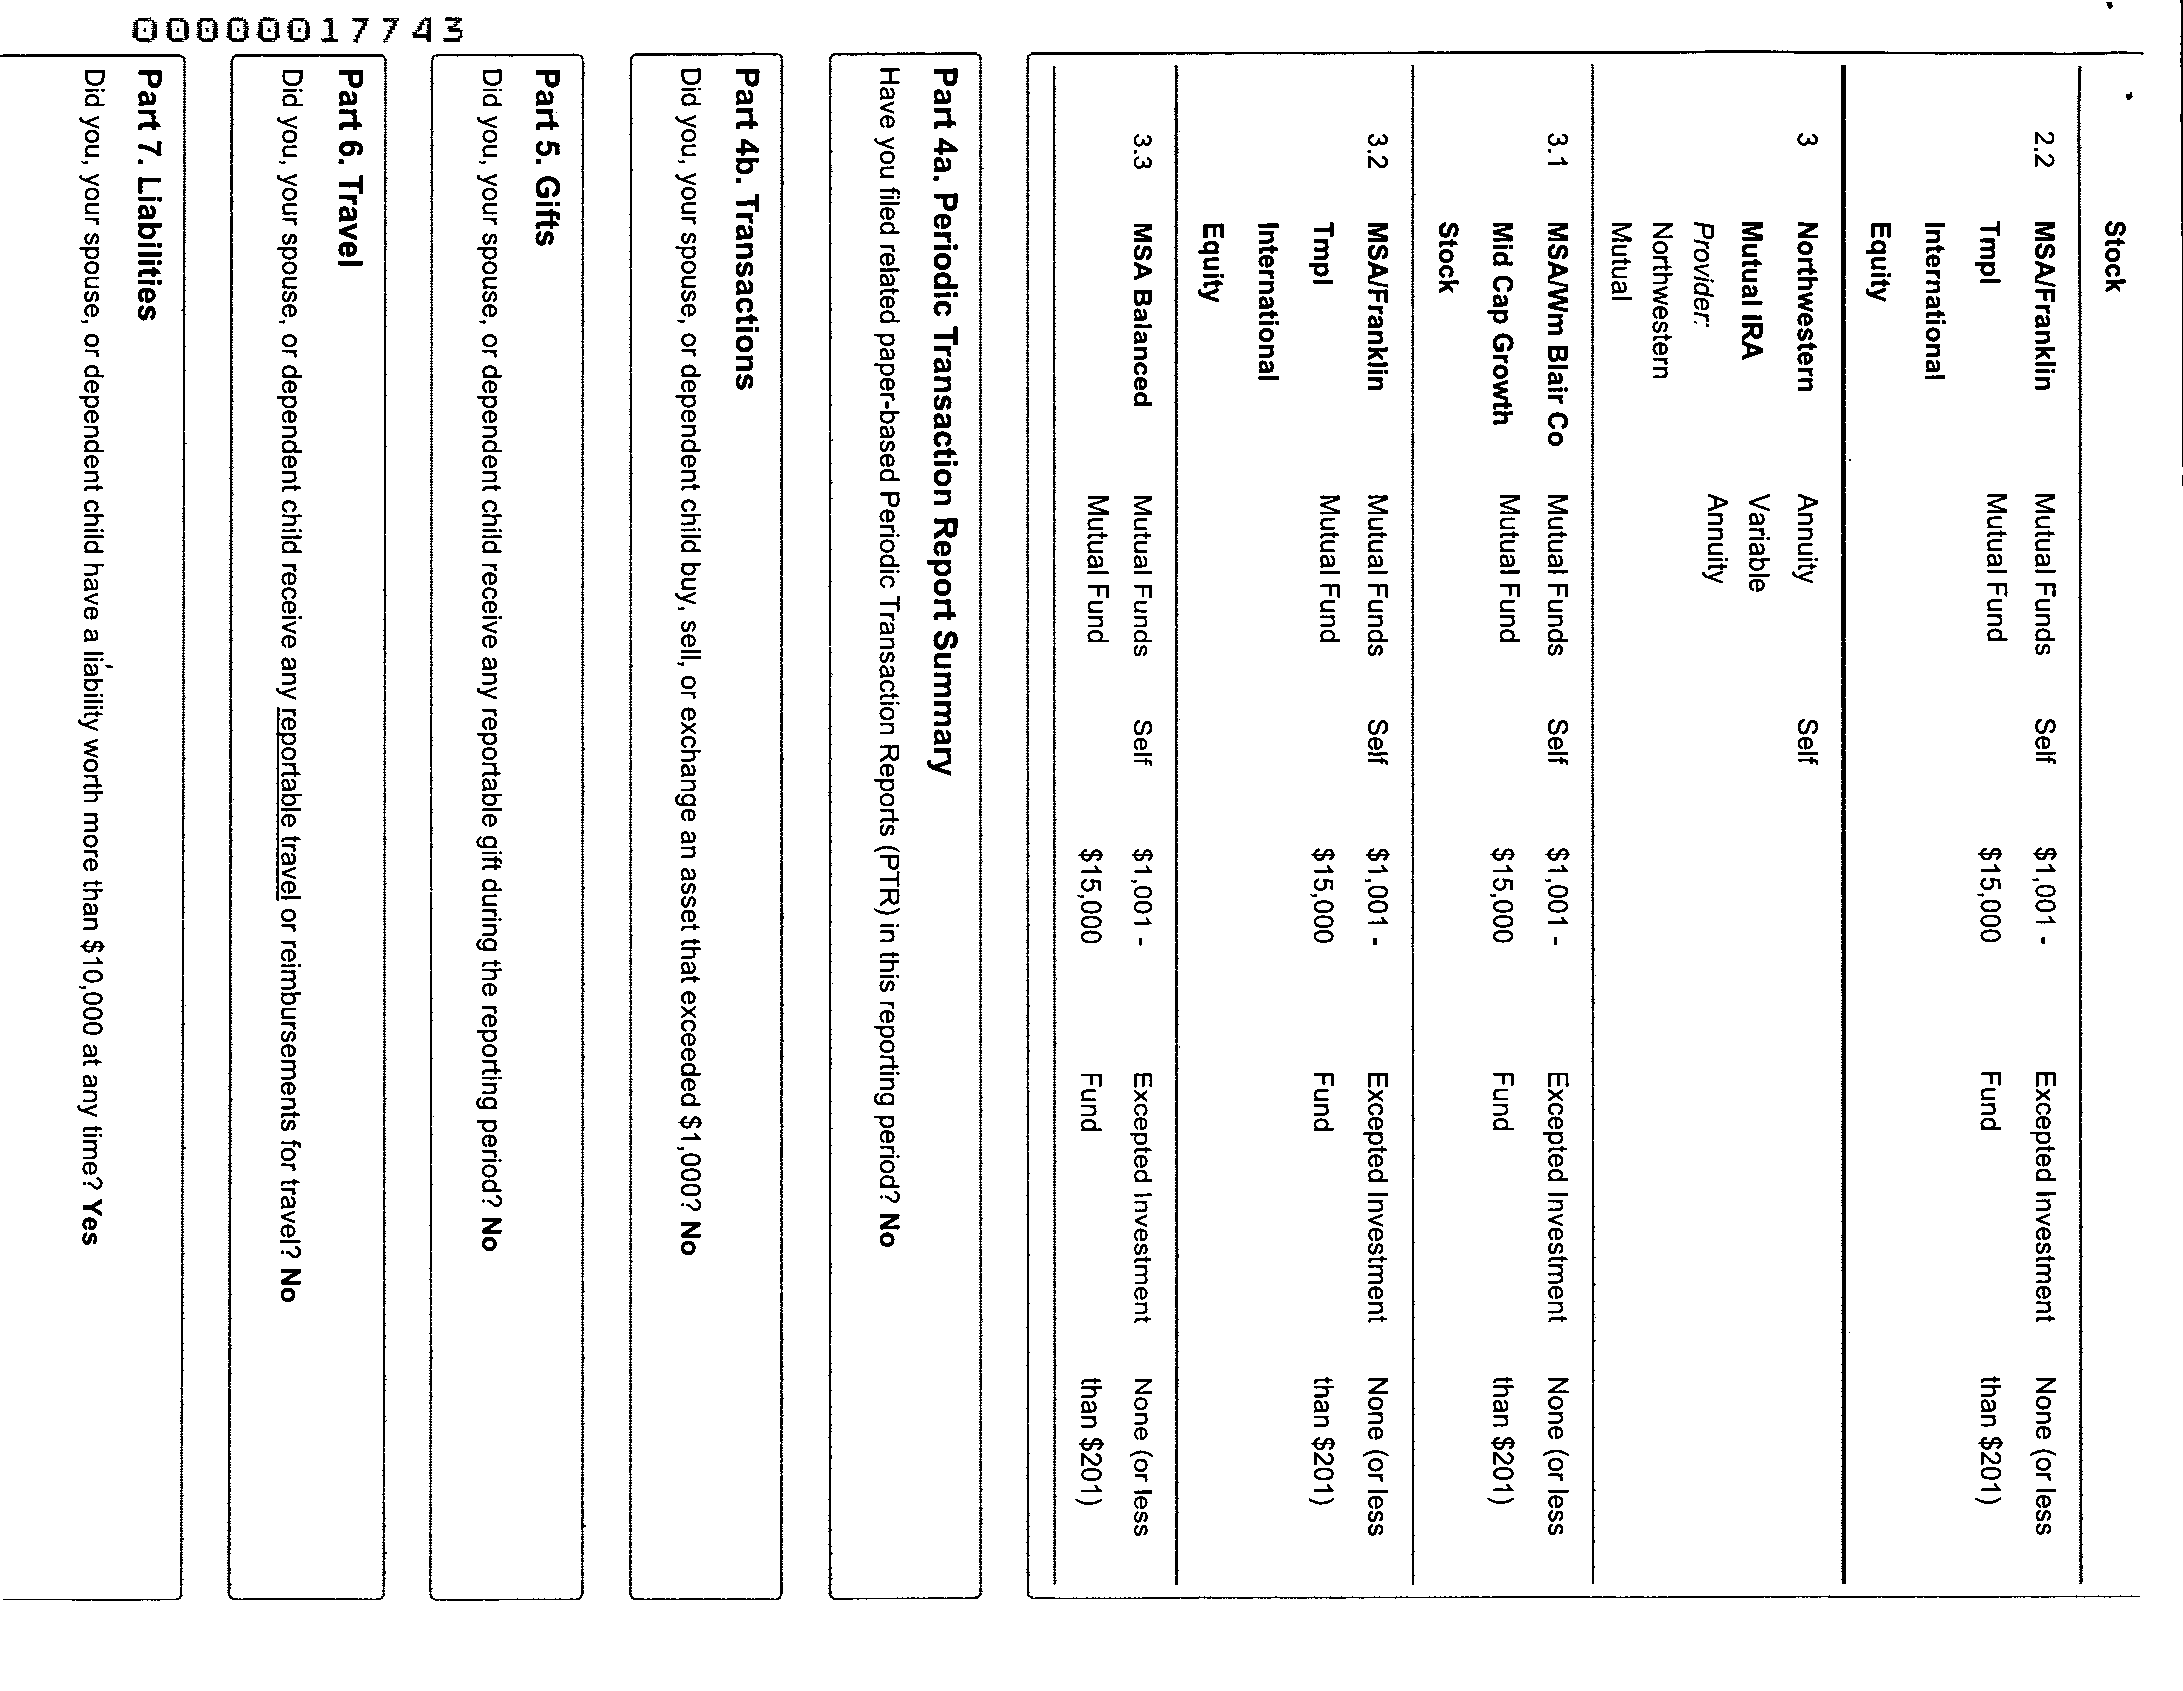 Stock
2.2 MSA/Franklin Mutual Funds Self $1,001 - Excepted Investment None (or less
Tmpl Mutual Fund $15,000 Fund than $201)
International
Equity
3 Northwestern Annuity Self
Mutual IRA Variable
Provider: Annuity
Northwestern
Mutual
3.1 MSA/Wm Blair Co Mutual Funds Self $1,001 - Excepted Investment None (or less
Mid Cap Growth Mutual Fund $15,000 Fund than $201)
Stock
3.2 MSA/Franklin Mutual Funds Self $1,001 - Excepted Investment None (or less
Tmpl Mutual Fund $15,000 Fund than $201)
International
Equity
3.3 MSA Balanced Mutual Funds Self $1,001 - Excepted Investment None (or less
Mutual Fund $15,000 Fund than $201)
Part 4a. Periodic Transaction Report Summary
Have you filed related paper-based Periodic Transaction Reports (PTR) in this reporting period? No
Part 4b. Transactions
Did you, your spouse, or dependent child buy, sell, or exchange an asset that exceeded $1,000? No
Part 5. Gifts
Did you, your spouse, or dependent child receive any reportable gift during the reporting period? No
Part 6. Travel
Did you, your spouse, or dependent child receive any reportable travel or reimbursements for travel? No
Part 7. Liabilities
Did you, your spouse, or dependent child have a liability worth more than $10,000 at any time? Yes
00000017743